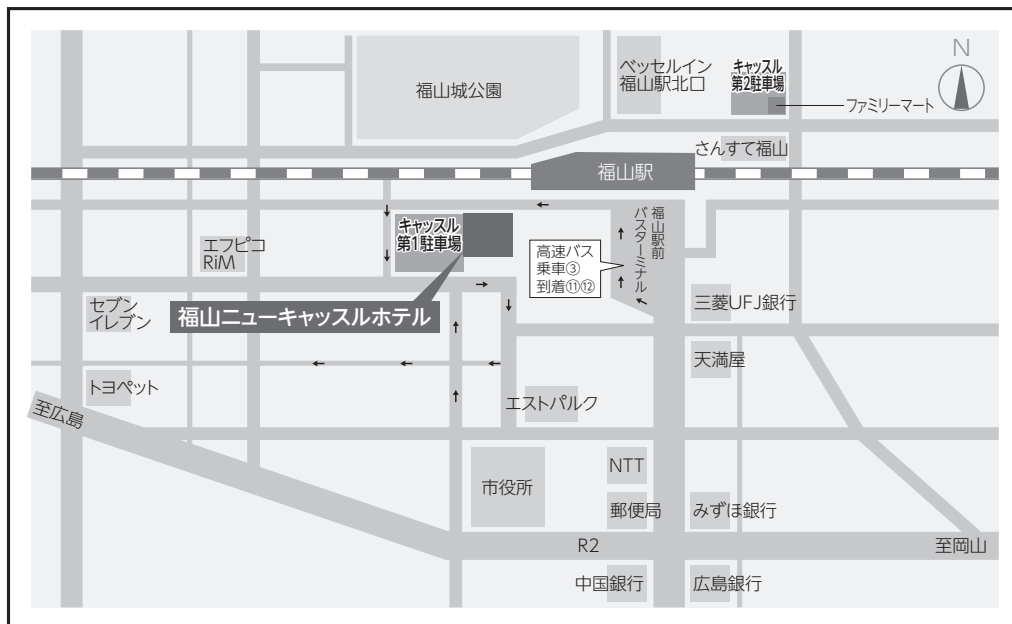 N
福山城公園
ベッセルイン
福山駅北口
キャッスル
第2駐車場
ファミリーマート
さんすて福山
福山駅
エフピコ
RiM
キャッスル
第1駐車場
福山駅前
バスターミナル
高速バス
乗車③
到着⑪⑫
セブン
イレブン
福山ニューキャッスルホテル
三菱UFJ銀行
天満屋
トヨペット
エストパルク
至広島
市役所
NTT
郵便局
みずほ銀行
R2
至岡山
中国銀行
広島銀行